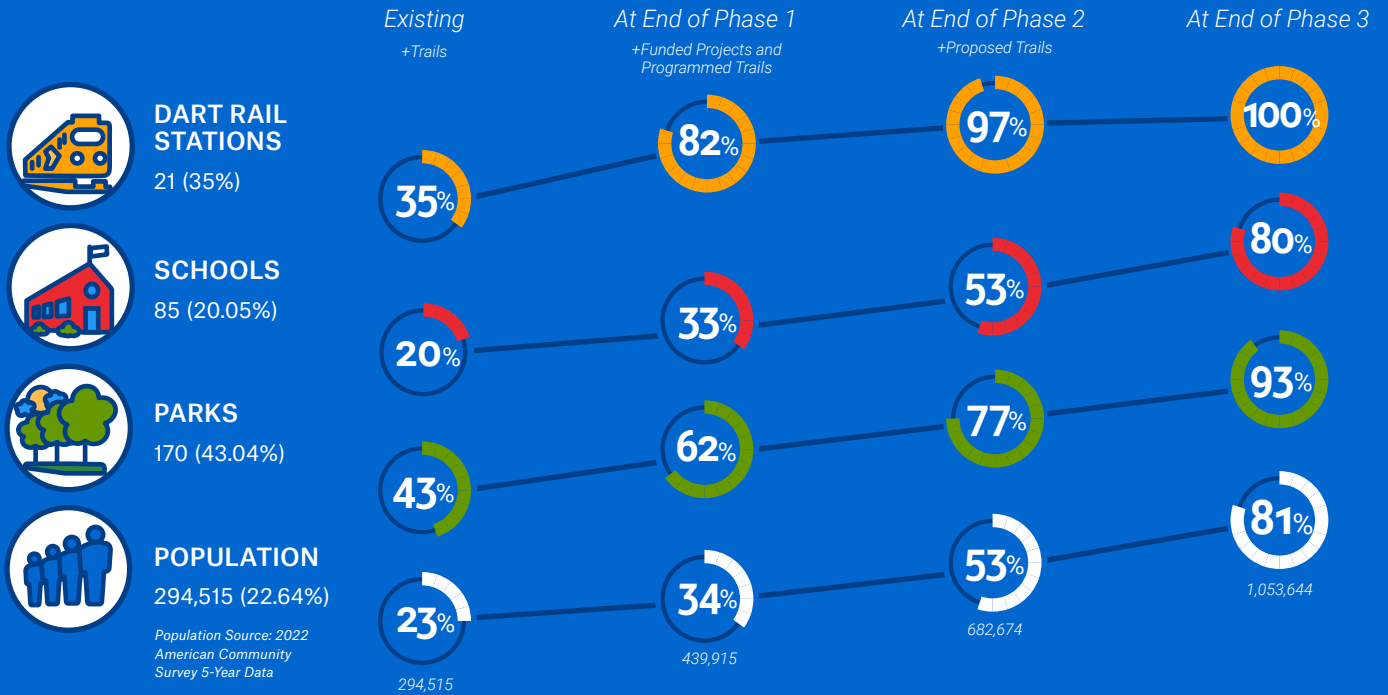 Existing
+Trails
At End of Phase 1
+Funded Projects and
Programmed Trails
At End of Phase 2
+Proposed Trails
At End of Phase 3
DART RAIL
STATIONS
21 (35%)
35%
82%
97%
100%
SCHOOLS
85 (20.05%)
20%
33%
53%
80%
PARKS
170 (43.04%)
43%
62%
77%
93%
POPULATION
294,515 (22.64%)
Population Source: 2022
American Community
Survey 5-Year Data
23%
294,515
34%
439,915
53%
682,674
81%
1,053,644